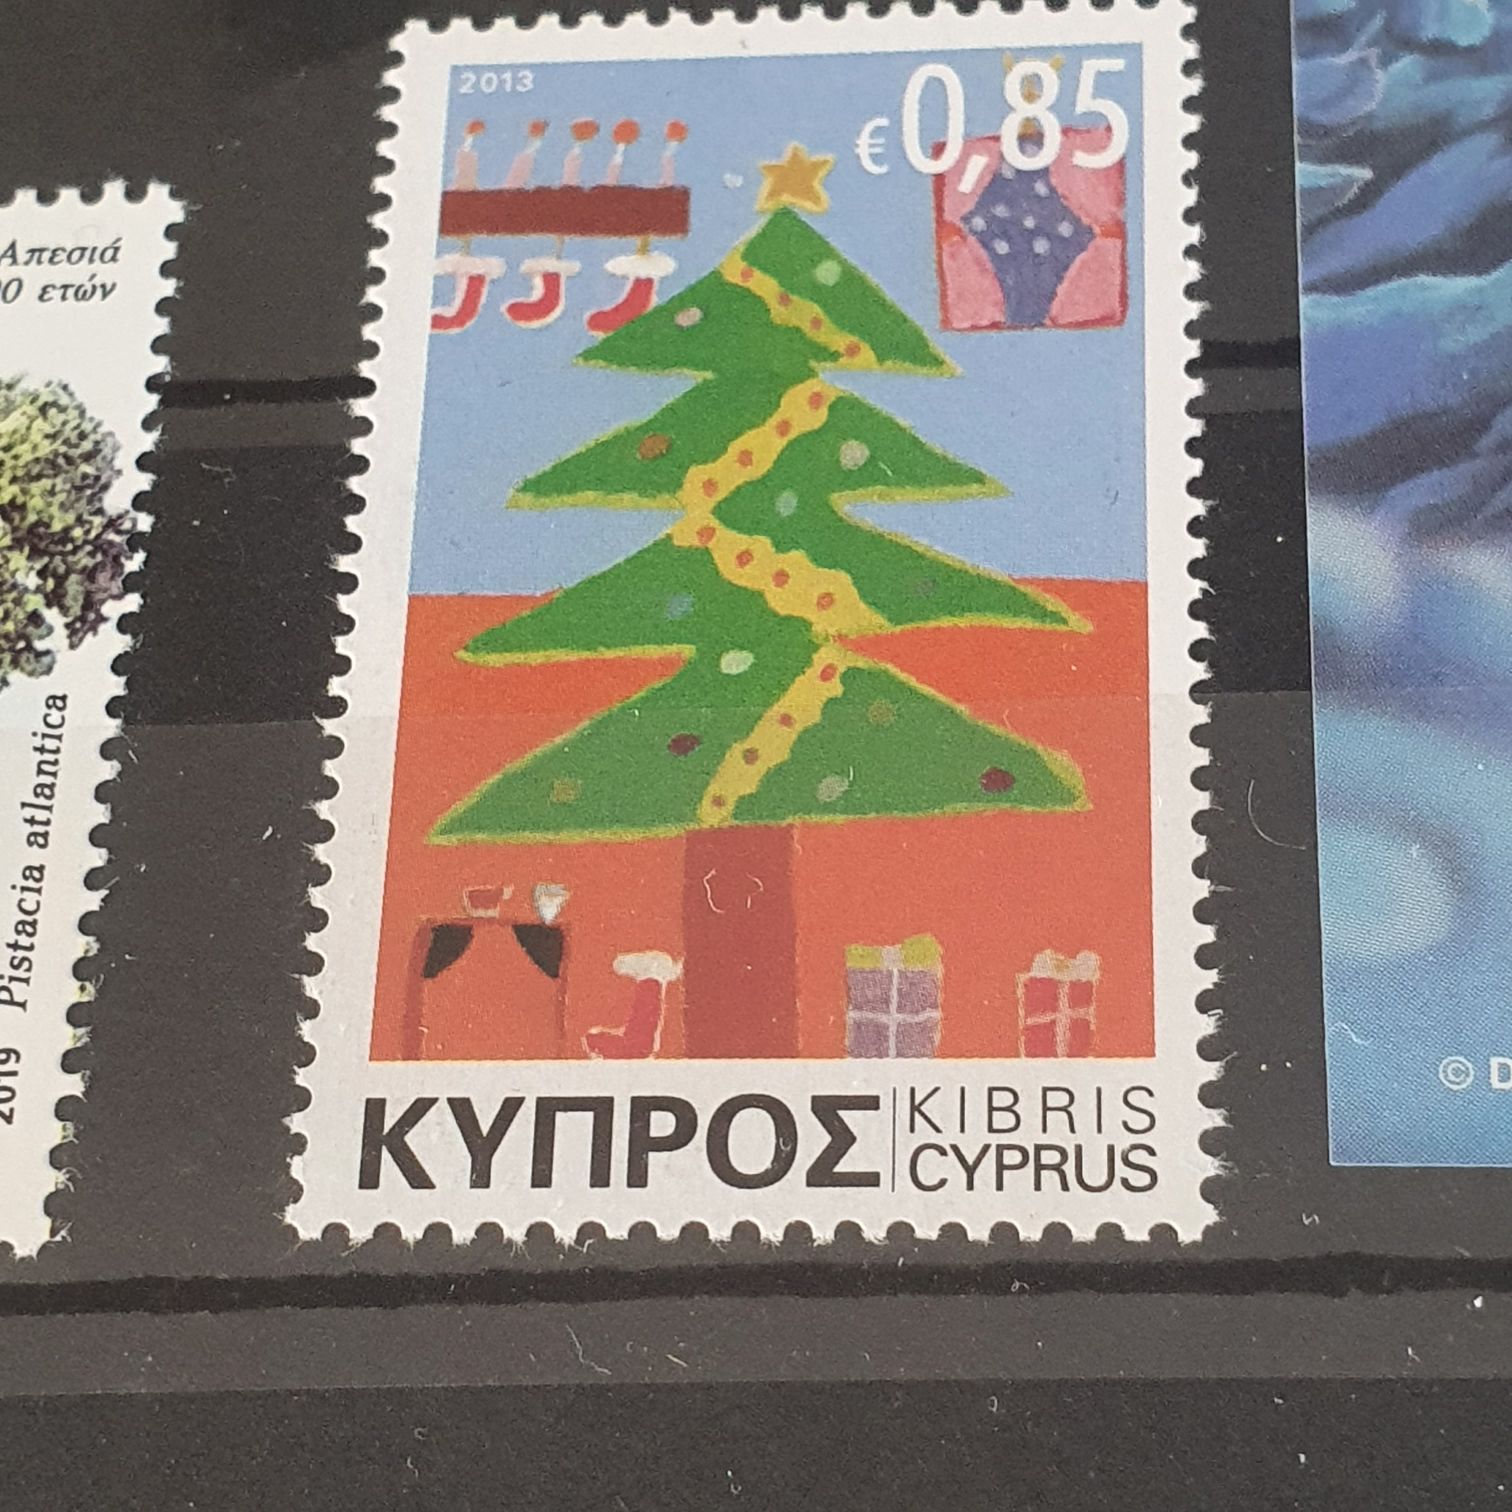 Απεσιά
0 ετών
2019 Pistacia atlantica
2013
€0,85
ΚΥΠΡΟΣ
KIBRIS
CYPRUS
© D